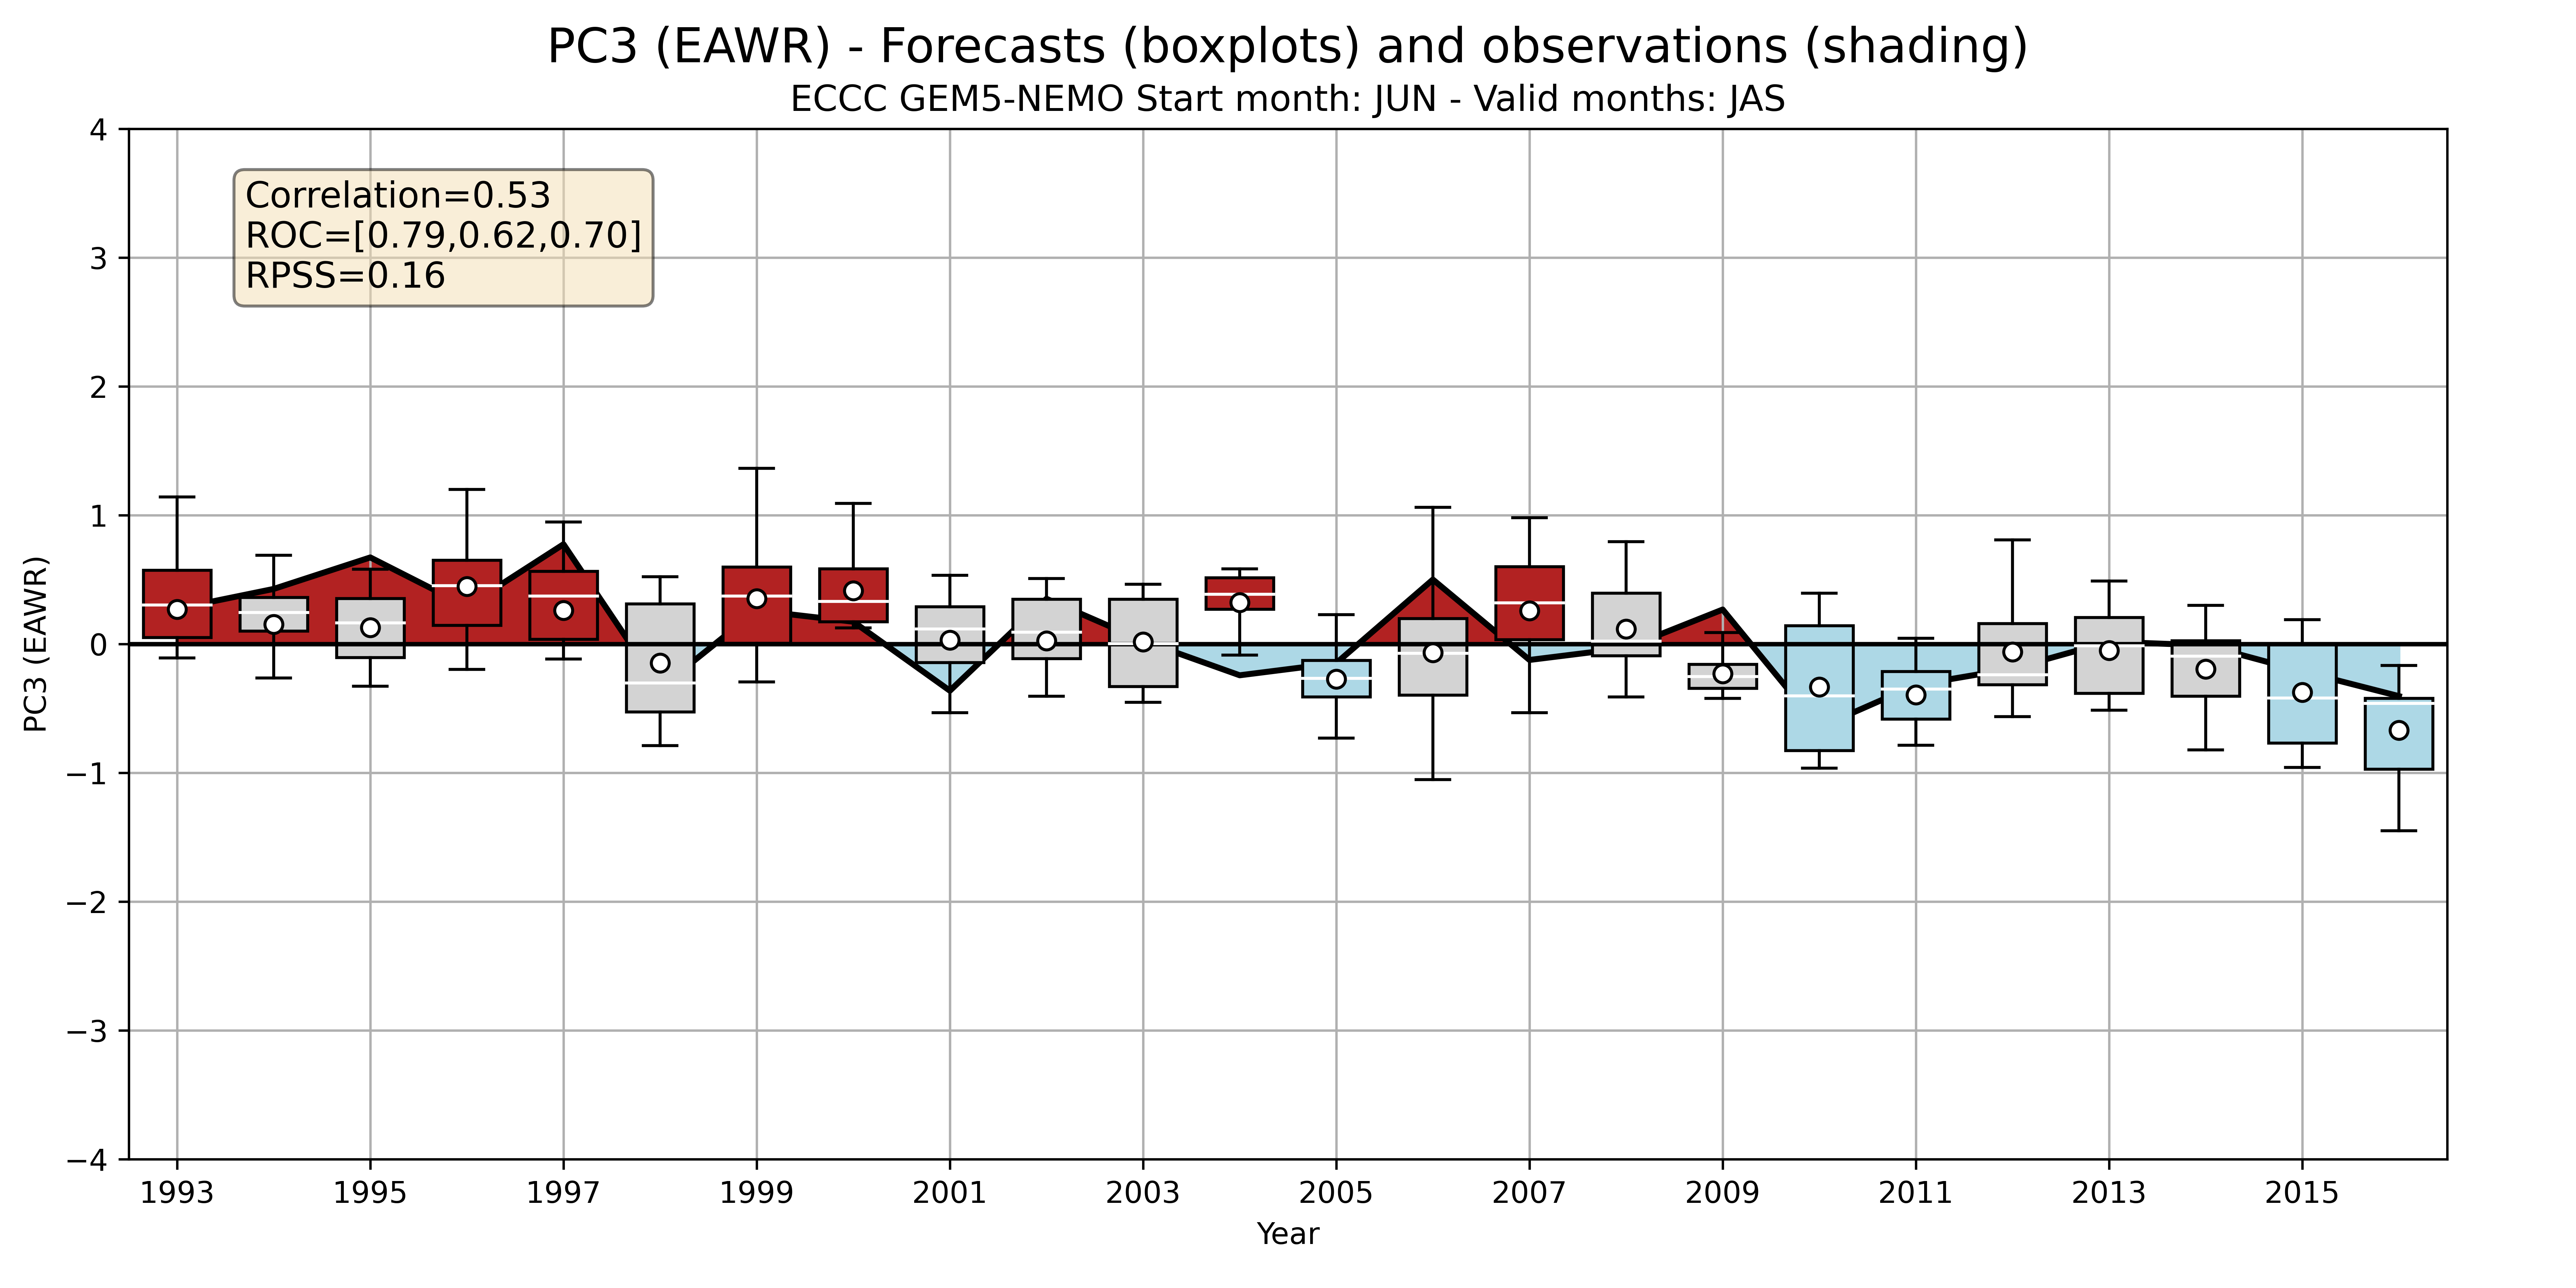 PC3 (EAWR) - Forecasts (boxplots) and observations (shading)
ECCC GEM5-NEMO Start month: JUN - Valid months: JAS
Correlation=0.53
ROC=[0.79,0.62,0.70]
RPSS=0.16
PC3 (EAWR)
4
3
2
1
0
−1
−2
−3
−4
1993 1995 1997 1999 2001 2003 2005 2007 2009 2011 2013 2015
Year